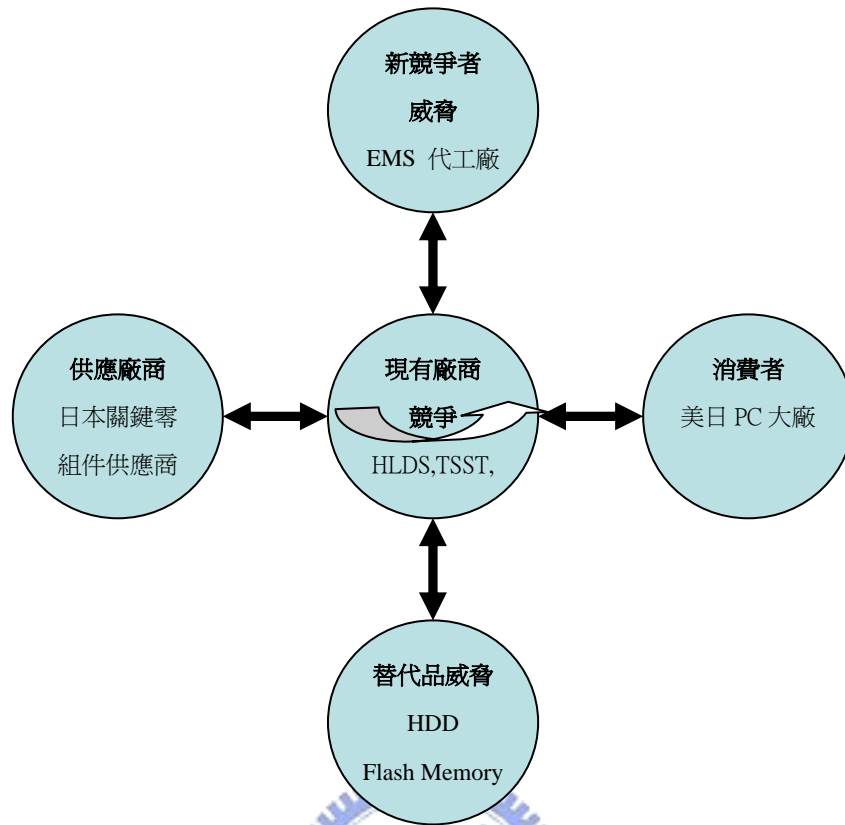 新競爭者
威脅
EMS 代工廠
供應廠商
日本關鍵零
組件供應商
現有廠商
競爭
HLDS,TSST,
消費者
美日 PC 大廠
替代品威脅
HDD
Flash Memory